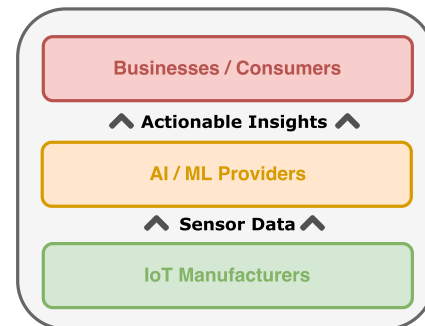 Businesses / Consumers
Actionable Insights
AI / ML Providers
Sensor Data
IoT Manufacturers